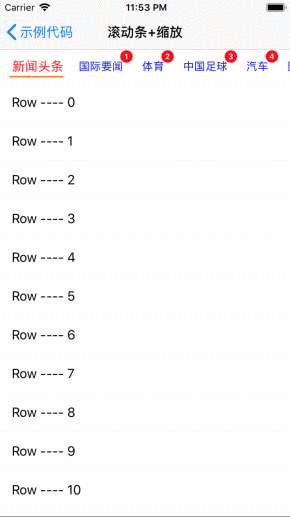 Carrier 11:53 PM
示例代码 滚动条+缩放
新闻头条 国际要闻 1 体育 2 中国足球 3 汽车 4
Row ---- 0
Row ---- 1
Row ---- 2
Row ---- 3
Row ---- 4
Row ---- 5
Row ---- 6
Row ---- 7
Row ---- 8
Row ---- 9
Row ---- 10